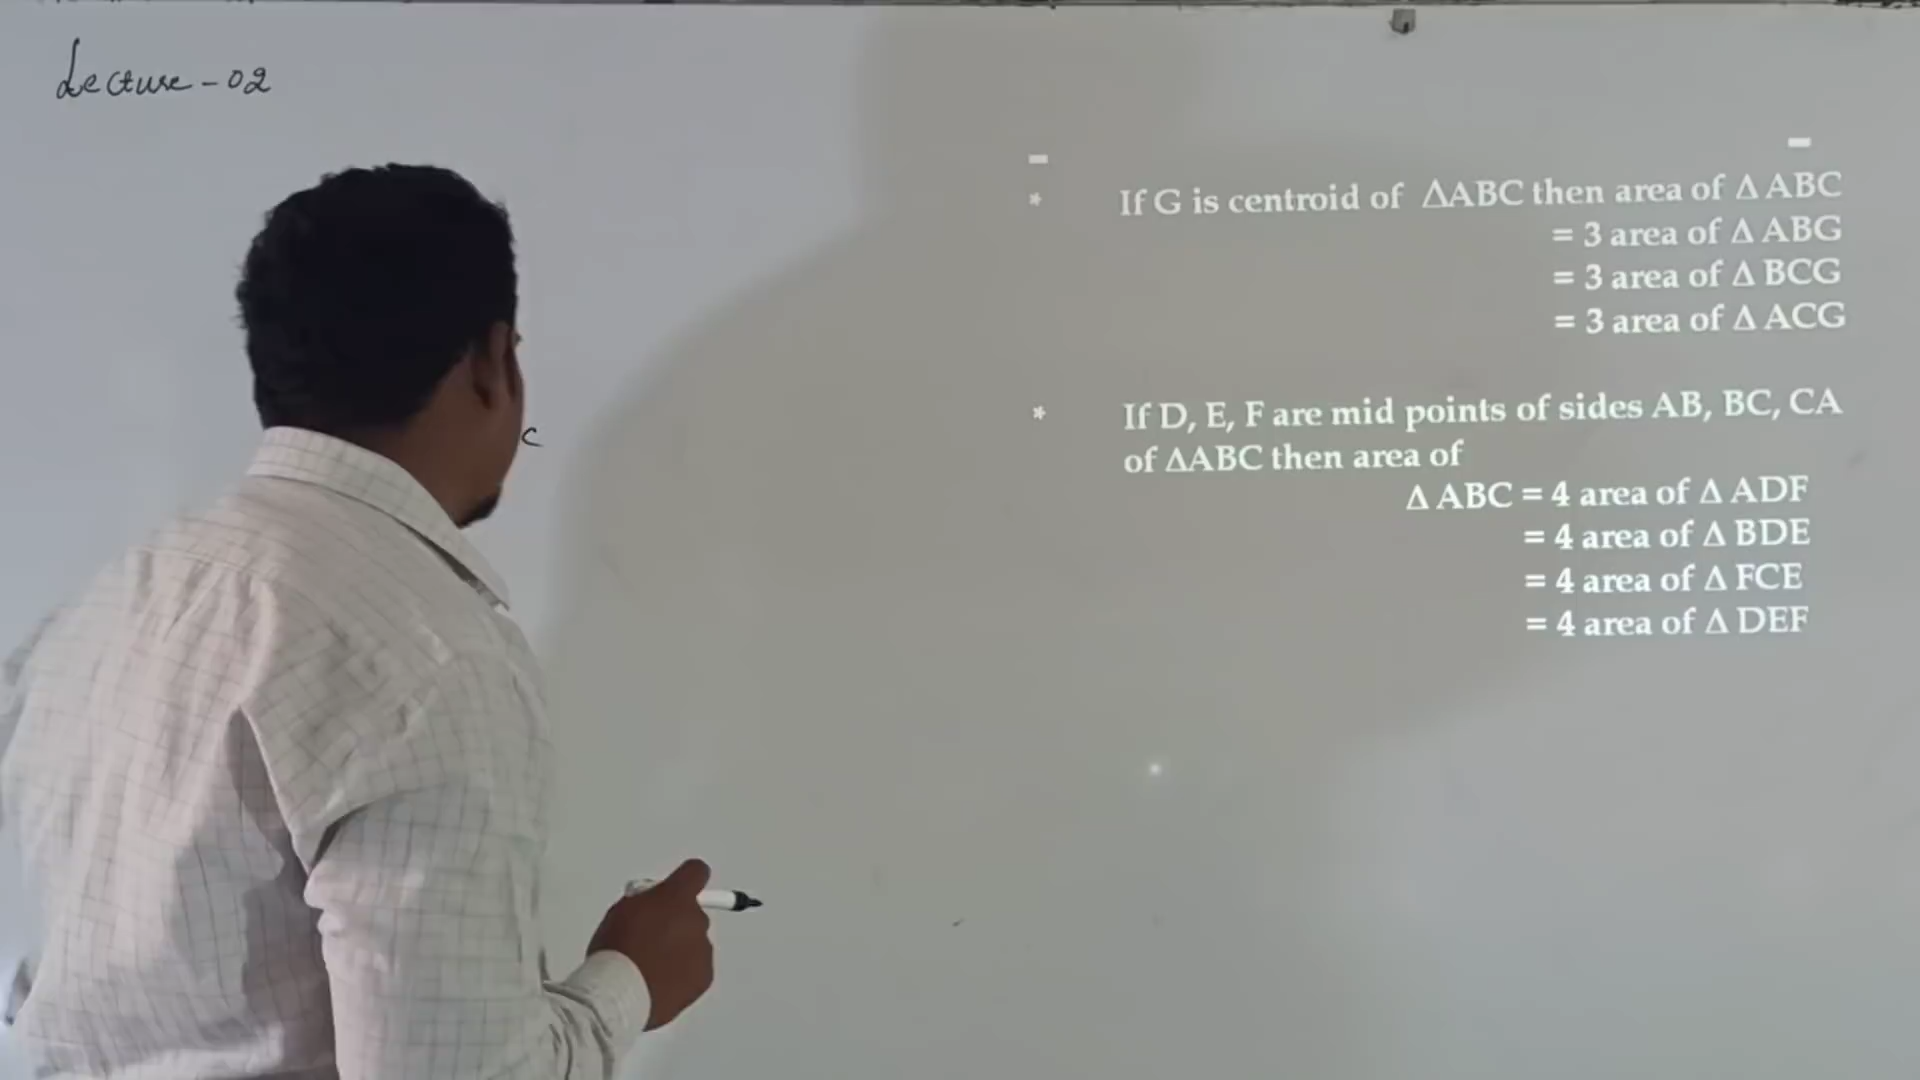 Lecture - 02
* If G is centroid of ΔABC then area of Δ ABC
= 3 area of Δ ABG
= 3 area of Δ BCG
= 3 area of Δ ACG
C
* If D, E, F are mid points of sides AB, BC, CA
of ΔABC then area of
Δ ABC = 4 area of Δ ADF
= 4 area of Δ BDE
= 4 area of Δ FCE
= 4 area of Δ DEF